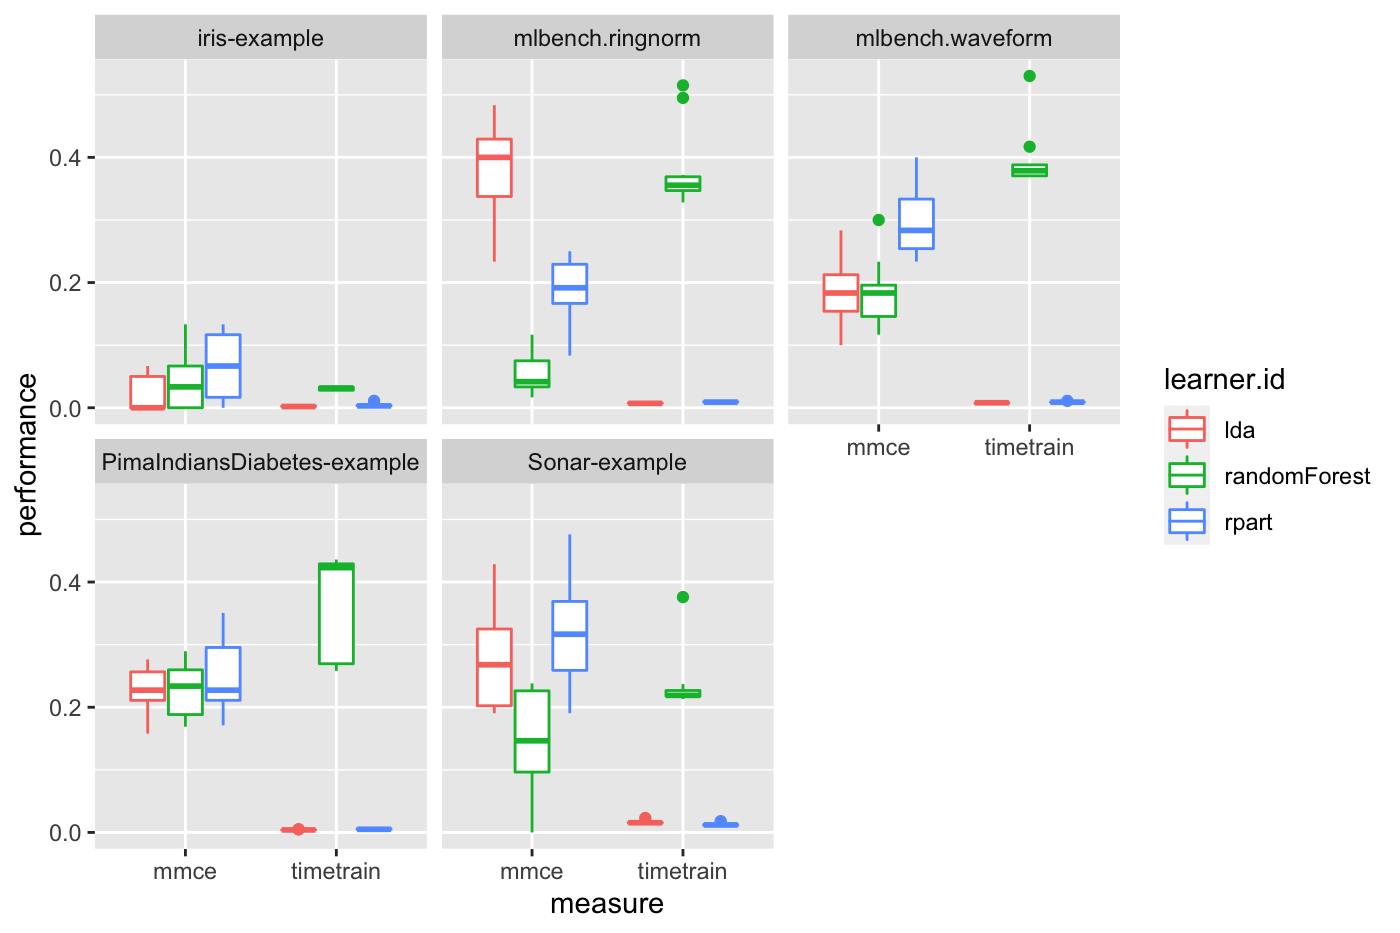 iris-example
mlbench.ringnorm
mlbench.waveform
0.4
0.2
0.0
mmce
timetrain
PimaIndiansDiabetes-example
Sonar-example
0.4
0.2
0.0
mmce
timetrain
mmce
timetrain
measure
performance
learner.id
lda
randomForest
rpart